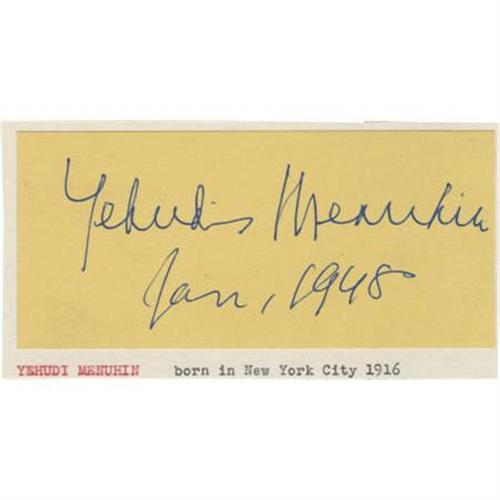 Yehudi Menuhin
Jan, 1948
YEHUDI MENUHIN born in New York City 1916